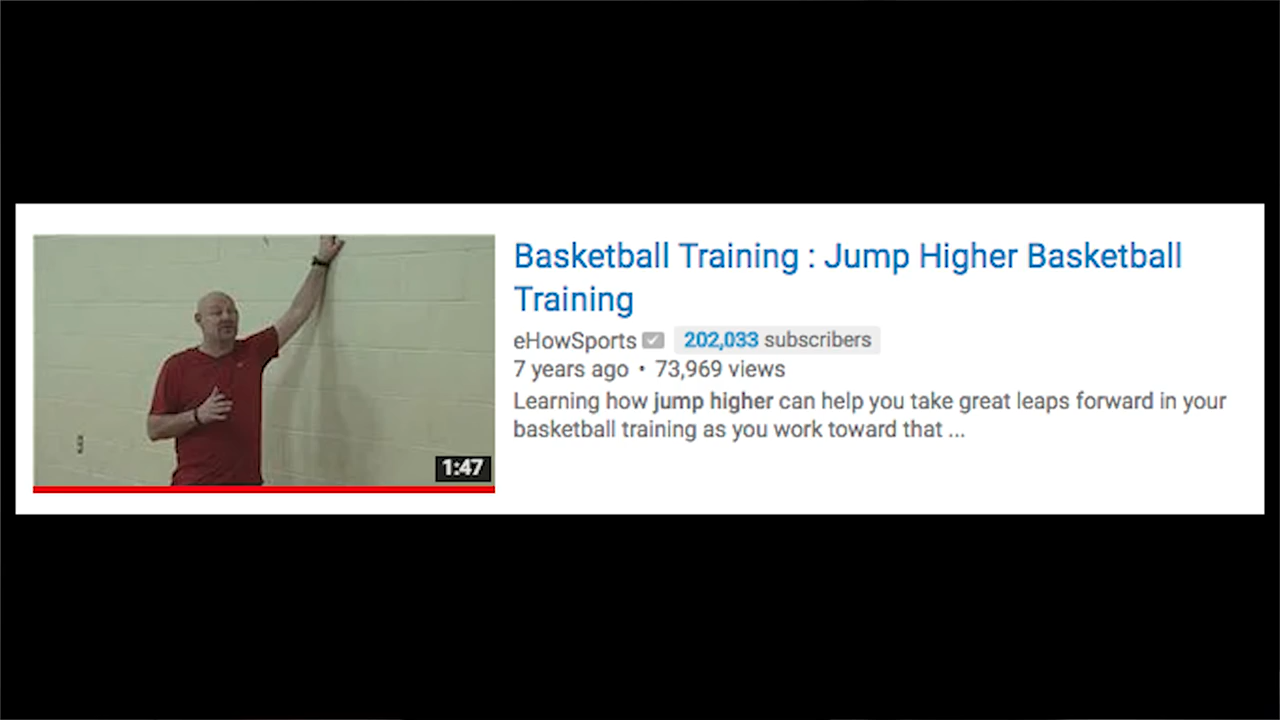 Basketball Training : Jump Higher Basketball
Training
eHowSports 202,033 subscribers
7 years ago • 73,969 views
Learning how jump higher can help you take great leaps forward in your
basketball training as you work toward that ...
1:47